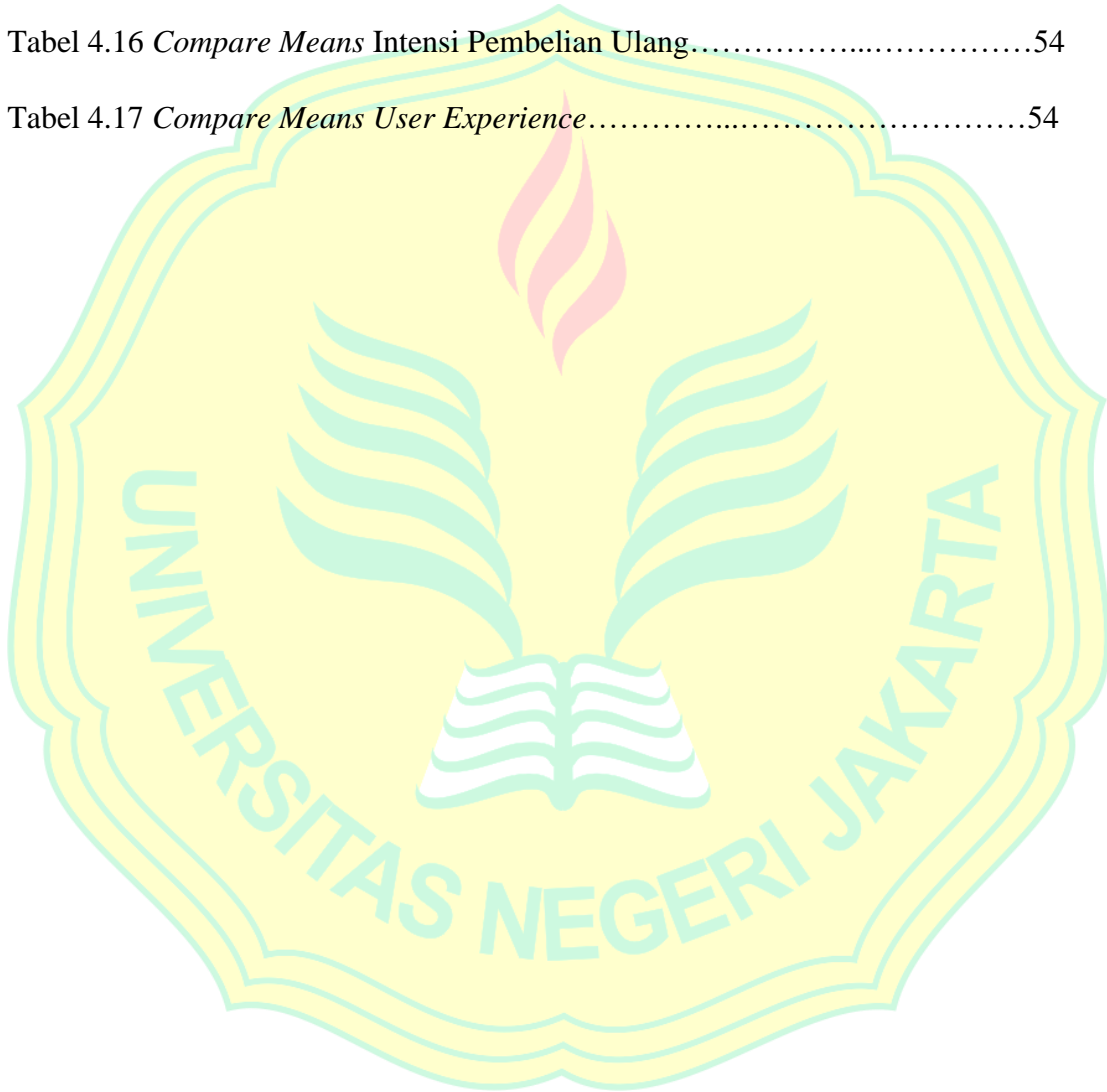 Tabel 4.16 Compare Means Intensi Pembelian Ulang……………...……………54
Tabel 4.17 Compare Means User Experience…………...………………………54
UNIVERSITAS NEGERI JAKARTA